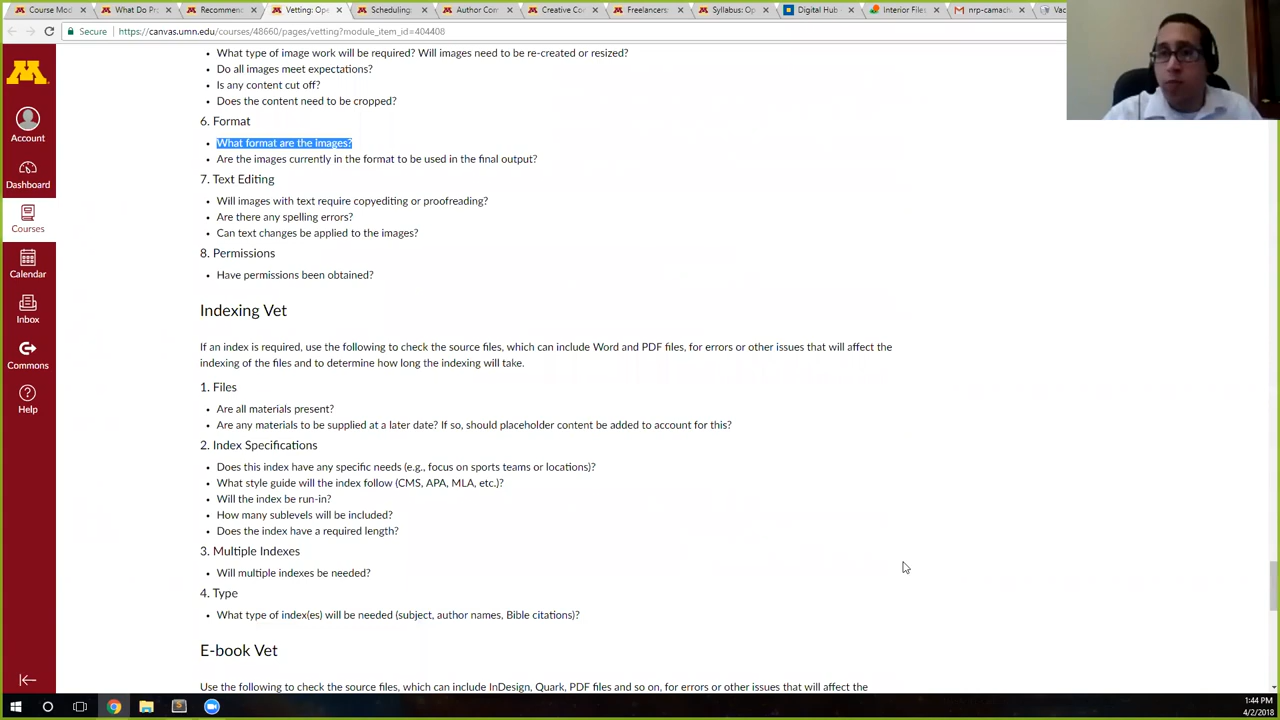 Course Mod
What Do Pr
Recommen
Vetting: Ope
Scheduling:
Author Com
Creative Co
Freelancers:
Syllabus: Op
Digital Hub
Interior Files
nrp-camach
Vac
Secure
https://canvas.umn.edu/courses/48660/pages/vetting?module_item_id=404408
What type of image work will be required? Will images need to be re-created or resized?
Do all images meet expectations?
Is any content cut off?
Does the content need to be cropped?
6. Format
What format are the images?
Are the images currently in the format to be used in the final output?
7. Text Editing
Will images with text require copyediting or proofreading?
Are there any spelling errors?
Can text changes be applied to the images?
8. Permissions
Have permissions been obtained?
Indexing Vet
If an index is required, use the following to check the source files, which can include Word and PDF files, for errors or other issues that will affect the
indexing of the files and to determine how long the indexing will take.
1. Files
Are all materials present?
Are any materials to be supplied at a later date? If so, should placeholder content be added to account for this?
2. Index Specifications
Does this index have any specific needs (e.g., focus on sports teams or locations)?
What style guide will the index follow (CMS, APA, MLA, etc.)?
Will the index be run-in?
How many sublevels will be included?
Does the index have a required length?
3. Multiple Indexes
Will multiple indexes be needed?
4. Type
What type of index(es) will be needed (subject, author names, Bible citations)?
E-book Vet
Use the following to check the source files, which can include InDesign, Quark, PDF files and so on, for errors or other issues that will affect the
M
Account
Dashboard
Courses
Calendar
Inbox
Commons
Help
1:44 PM
4/2/2018